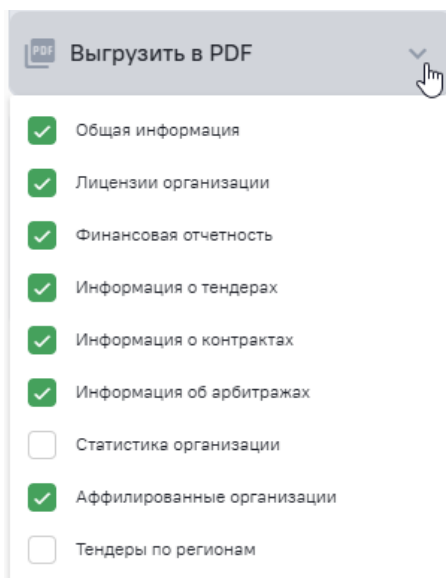 PDF Выгрузить в PDF
Общая информация
Лицензии организации
Финансовая отчетность
Информация о тендерах
Информация о контрактах
Информация об арбитражах
Статистика организации
Аффилированные организации
Тендеры по регионам